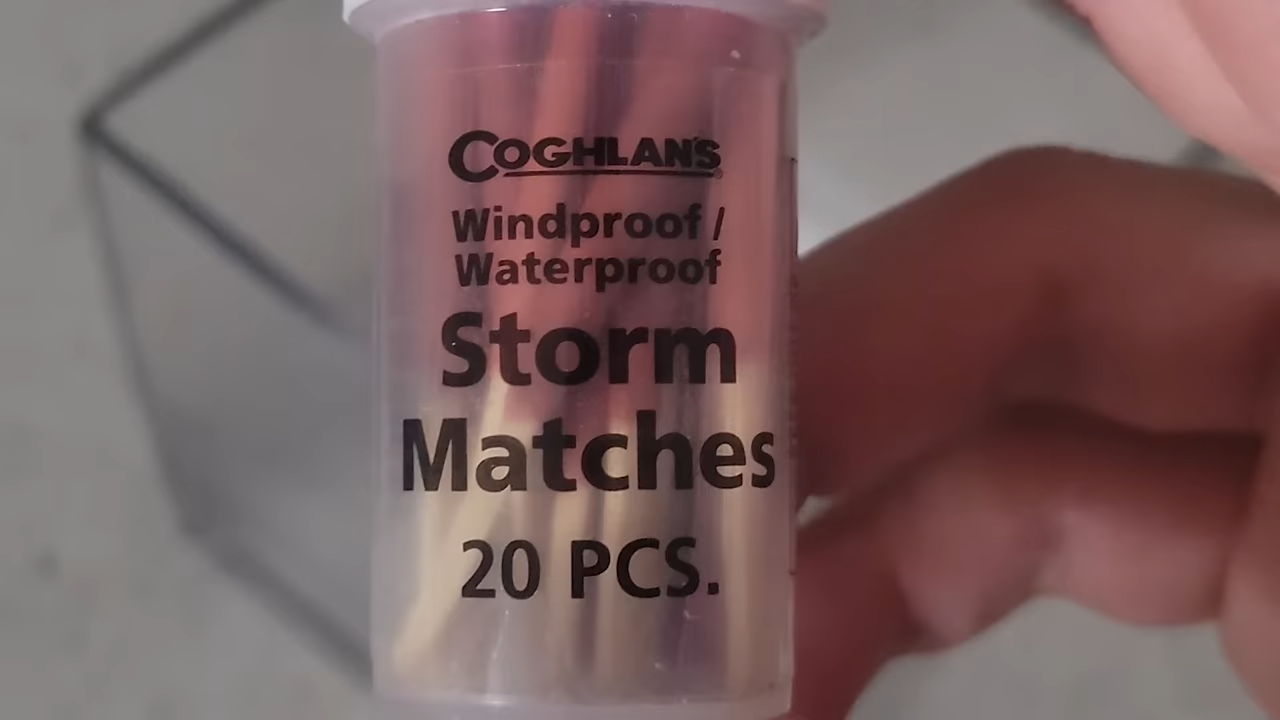 COGHLAN'S
Windproof /
Waterproof
Storm
Matches
20 PCS.